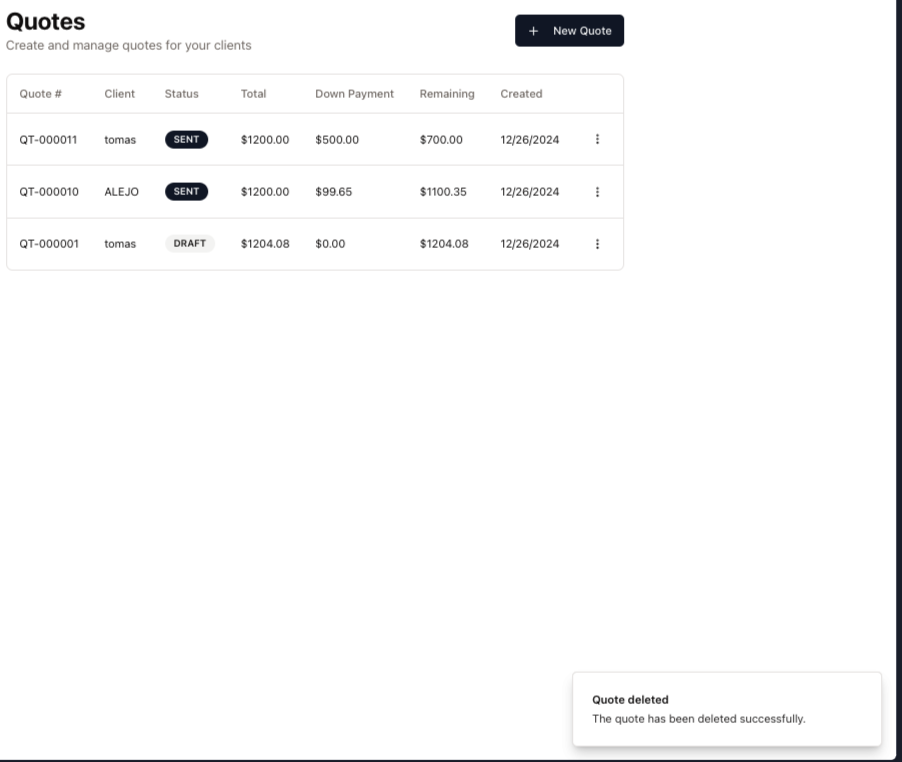 Quotes
Create and manage quotes for your clients
+ New Quote
Quote # Client Status Total Down Payment Remaining Created
QT-000011 tomas SENT $1200.00 $500.00 $700.00 12/26/2024
QT-000010 ALEJO SENT $1200.00 $99.65 $1100.35 12/26/2024
QT-000001 tomas DRAFT $1204.08 $0.00 $1204.08 12/26/2024
Quote deleted
The quote has been deleted successfully.